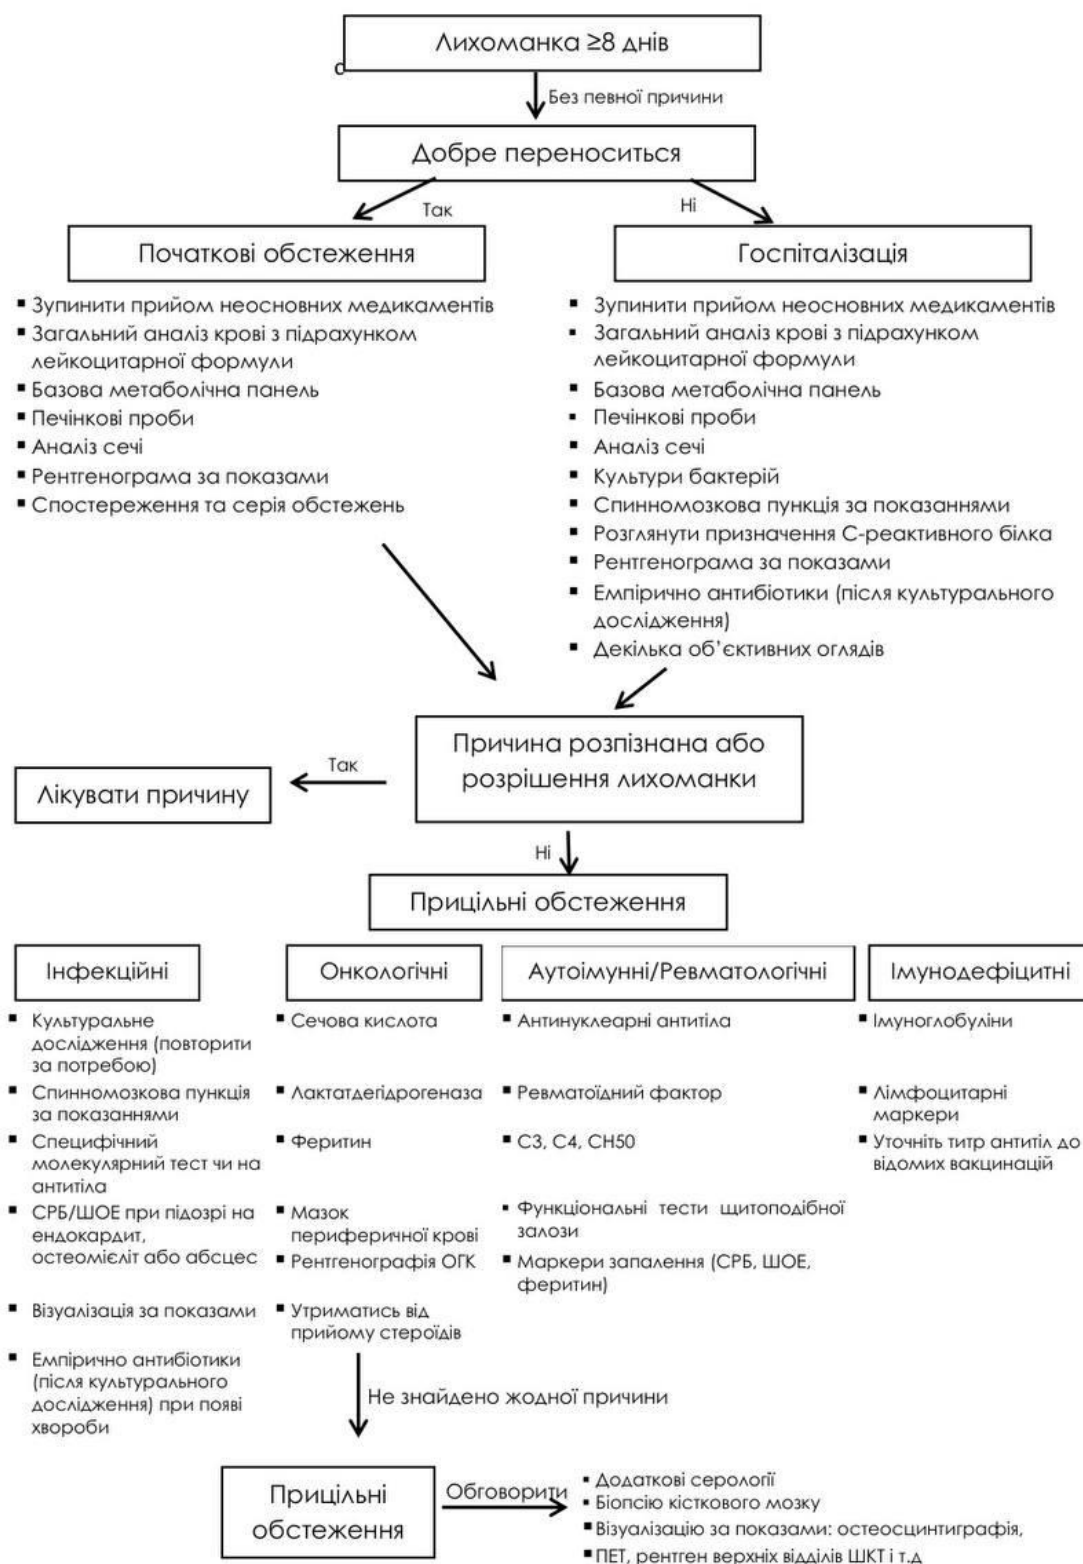 Лихоманка ≥8 днів
с
Без певної причини
Добре переноситься
Так
Ні
Початкові обстеження
▪ Зупинити прийом неосновних медикаментів
▪ Загальний аналіз крові з підрахунком
лейкоцитарної формули
▪ Базова метаболічна панель
▪ Печінкові проби
▪ Аналіз сечі
▪ Рентгенограма за показами
▪ Спостереження та серія обстежень
Госпіталізація
▪ Зупинити прийом неосновних медикаментів
▪ Загальний аналіз крові з підрахунком
лейкоцитарної формули
▪ Базова метаболічна панель
▪ Печінкові проби
▪ Аналіз сечі
▪ Культури бактерій
▪ Спинномозкова пункція за показаннями
▪ Розглянути призначення С-реактивного білка
▪ Рентгенограма за показами
▪ Емпірично антибіотики (після культурального
дослідження)
▪ Декілька об’єктивних оглядів
Причина розпізнана або
розрішення лихоманки
Так
Лікувати причину
Ні
Прицільні обстеження
Інфекційні
▪ Культуральне
дослідження (повторити
за потребою)
▪ Спинномозкова пункція
за показаннями
▪ Специфічний
молекулярний тест чи на
антитіла
▪ СРБ/ШОЕ при підозрі на
ендокардит,
остеомієліт або абсцес
▪ Візуалізація за показами
▪ Емпірично антибіотики
(після культурального
дослідження) при появі
хвороби
Онкологічні
▪ Сечова кислота
▪ Лактатдегідрогеназа
▪ Феритин
▪ Мазок
периферичної крові
▪ Рентгенографія ОГК
▪ Утриматись від
прийому стероїдів
Аутоімунні/Ревматологічні
▪ Антинуклеарні антитіла
▪ Ревматоїдний фактор
▪ С3, С4, СН50
▪ Функціональні тести щитоподібної
залози
▪ Маркери запалення (СРБ, ШОЕ,
феритин)
Імунодефіцитні
▪ Імуноглобуліни
▪ Лімфоцитарні
маркери
▪ Уточніть титр антитіл до
відомих вакцинацій
Не знайдено жодної причини
Прицільні
обстеження
Обговорити
▪ Додаткові серології
▪ Біопсію кісткового мозку
▪ Візуалізацію за показами: остеосцинтиграфія,
▪ ПЕТ, рентген верхніх відділів ШКТ і т.д